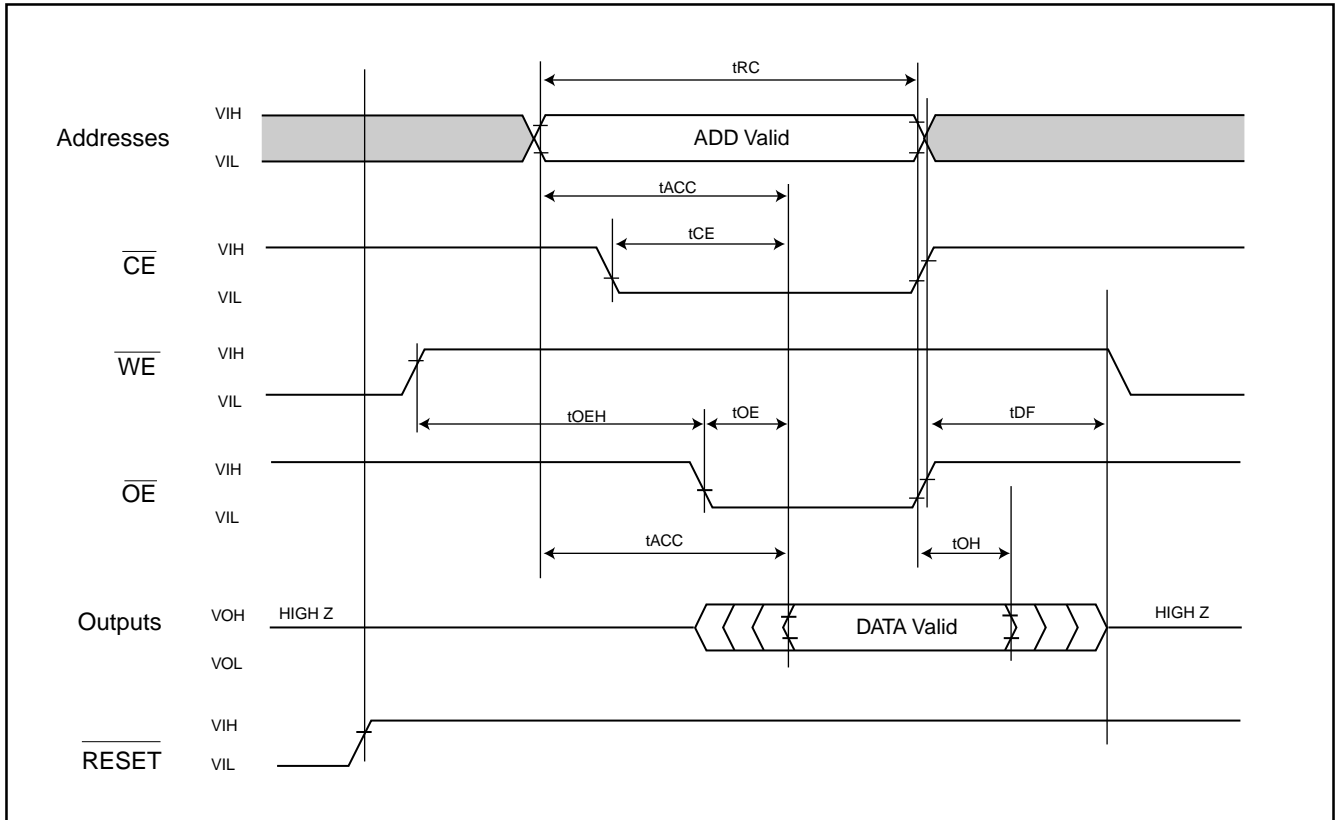 tRC
VIH
Addresses
ADD Valid
VIL
tACC
tCE
VIH
CE
VIL
VIH
WE
VIL
tOEH
tOE
tDF
VIH
OE
VIL
tACC
tOH
VOH
HIGH Z
Outputs
DATA Valid
HIGH Z
VOL
VIH
RESET
VIL